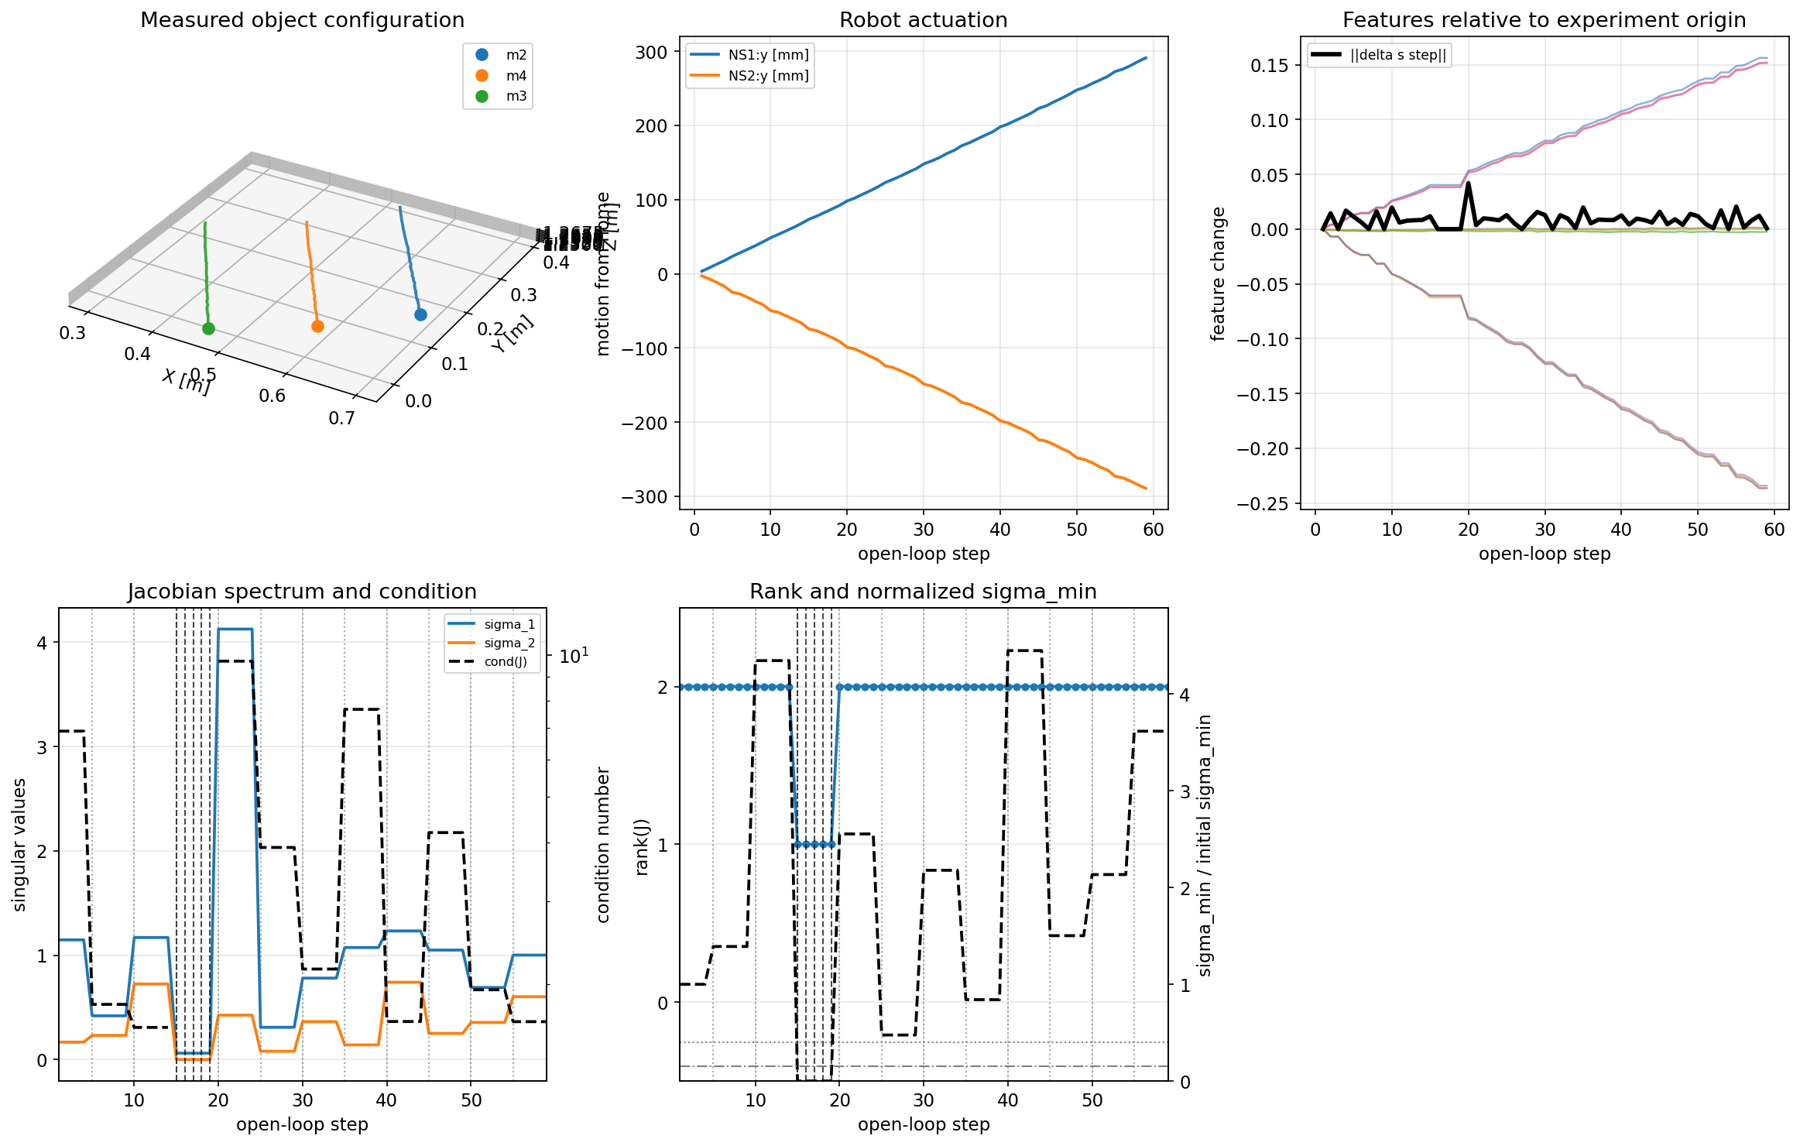 Measured object configuration
m2
m4
m3
0.3
0.4
0.5
0.6
0.7
X [m]
0.0
0.1
0.2
0.3
0.4
Y [m]
Robot actuation
NS1:y [mm]
NS2:y [mm]
300
200
100
0
−100
−200
−300
motion from home
0
10
20
30
40
50
60
open-loop step
Features relative to experiment origin
||delta s step||
0.15
0.10
0.05
0.00
−0.05
−0.10
−0.15
−0.20
−0.25
feature change
0
10
20
30
40
50
60
open-loop step
Jacobian spectrum and condition
sigma_1
sigma_2
cond(J)
4
3
2
1
0
singular values
10
20
30
40
50
open-loop step
10¹
condition number
Rank and normalized sigma_min
2
1
0
rank(J)
10
20
30
40
50
open-loop step
4
3
2
1
0
sigma_min / initial sigma_min